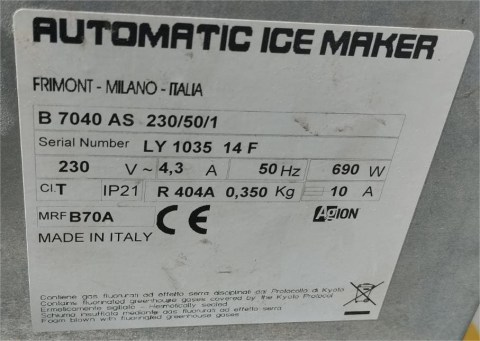 AUTOMATIC ICE MAKER
FRIMONT - MILANO - ITALIA
B 7040 AS 230/50/1
Serial Number LY 1035 14 F
230 V ~ 4,3 A 50 Hz 690 W
Cl.T IP21 R 404A 0,350 Kg 10 A
MRF B70A CE AgION
MADE IN ITALY
Contiene gas fluorurati ad effetto serra disciplinati dal Protocollo di Kyoto
Contains fluorinated greenhouse gases covered by the Kyoto Protocol
Ermeticamente sigillato - Hermetically sealed
Schiuma insufflata mediante gas fluorurati ad effetto serra
Foam blown with fluorinated greenhouse gases